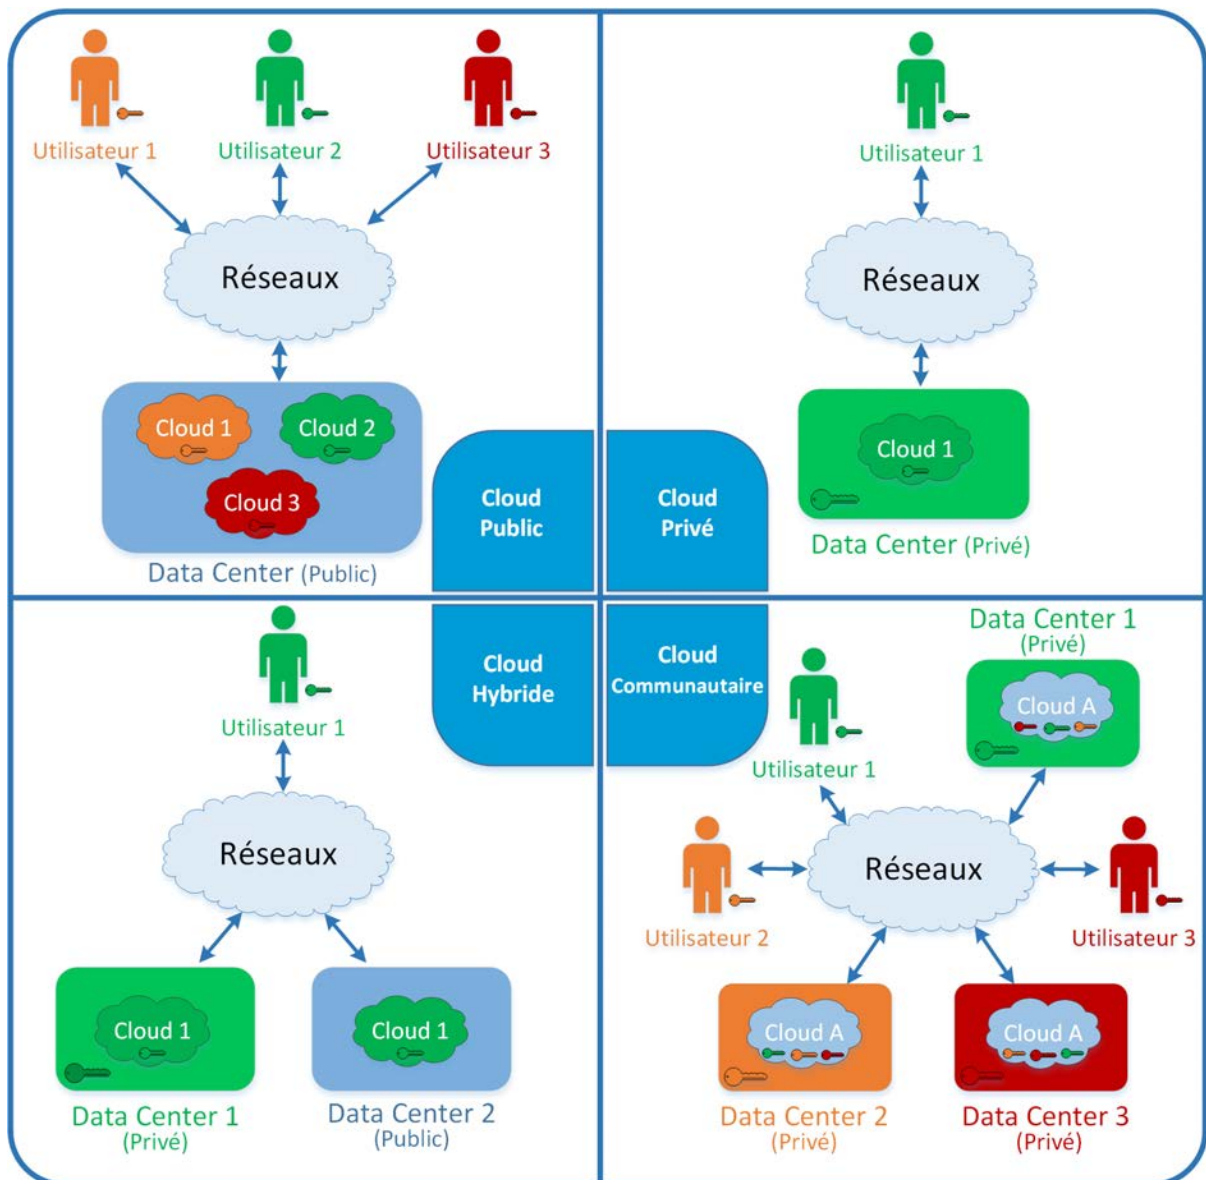 Utilisateur 1
Utilisateur 2
Utilisateur 3
Réseaux
Cloud 1
Cloud 2
Cloud 3
Data Center (Public)
Cloud
Public
Utilisateur 1
Réseaux
Cloud 1
Data Center (Privé)
Cloud
Privé
Utilisateur 1
Réseaux
Cloud 1
Cloud 1
Data Center 1
(Privé)
Data Center 2
(Public)
Cloud
Hybride
Cloud
Communautaire
Data Center 1
(Privé)
Cloud A
Utilisateur 1
Réseaux
Utilisateur 2
Utilisateur 3
Cloud A
Cloud A
Data Center 2
(Privé)
Data Center 3
(Privé)